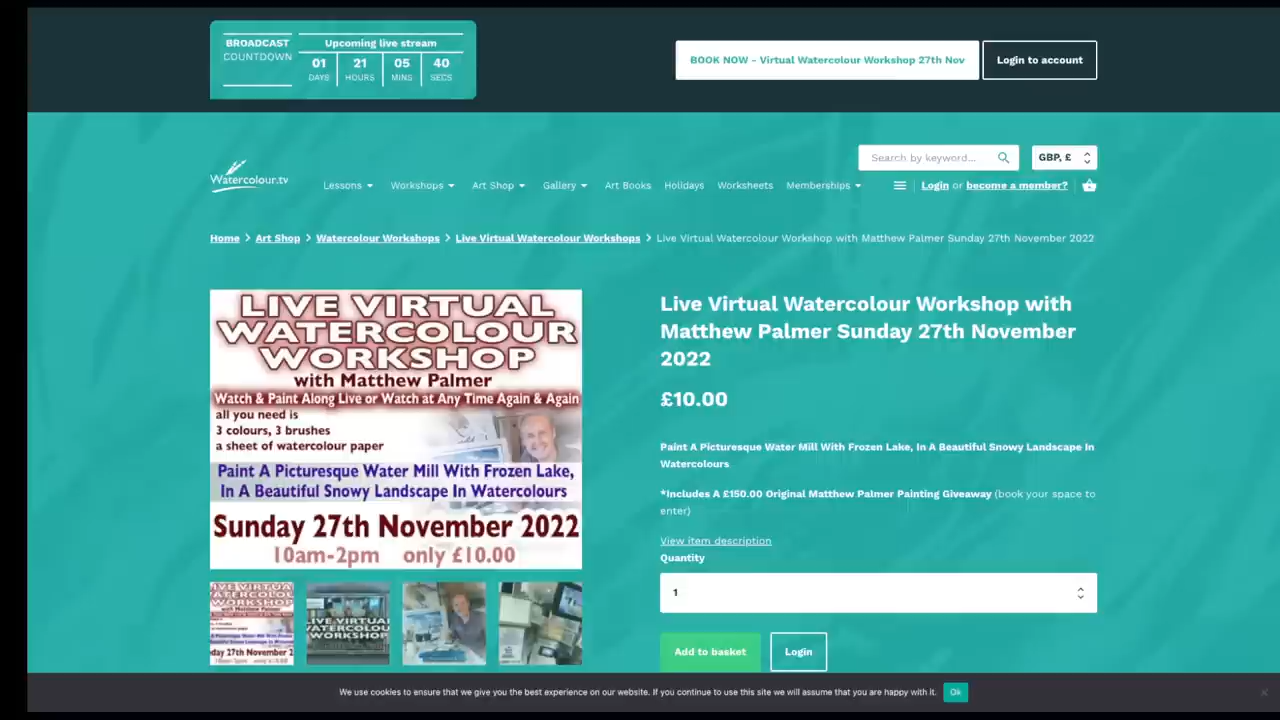 BROADCAST
COUNTDOWN
Upcoming live stream
01 21 05 40
DAYS HOURS MINS SECS
BOOK NOW - Virtual Watercolour Workshop 27th Nov
Login to account
Search by keyword...
GBP, £
Watercolour.tv
Lessons Workshops Art Shop Gallery Art Books Holidays Worksheets Memberships
Login or become a member?
Home > Art Shop > Watercolour Workshops > Live Virtual Watercolour Workshops > Live Virtual Watercolour Workshop with Matthew Palmer Sunday 27th November 2022
LIVE VIRTUAL
WATERCOLOUR
WORKSHOP
with Matthew Palmer
Watch & Paint Along Live or Watch at Any Time Again & Again
all you need is
3 colours, 3 brushes
a sheet of watercolour paper
Paint A Picturesque Water Mill With Frozen Lake,
In A Beautiful Snowy Landscape In Watercolours
Sunday 27th November 2022
10am-2pm only £10.00
Live Virtual Watercolour Workshop with
Matthew Palmer Sunday 27th November
2022
£10.00
Paint A Picturesque Water Mill With Frozen Lake, In A Beautiful Snowy Landscape In
Watercolours
*Includes A £150.00 Original Matthew Palmer Painting Giveaway (book your space to
enter)
View item description
Quantity
1
Add to basket
Login
LIVE VIRTUAL
WATERCOLOUR
WORKSHOP
We use cookies to ensure that we give you the best experience on our website. If you continue to use this site we will assume that you are happy with it.
Ok